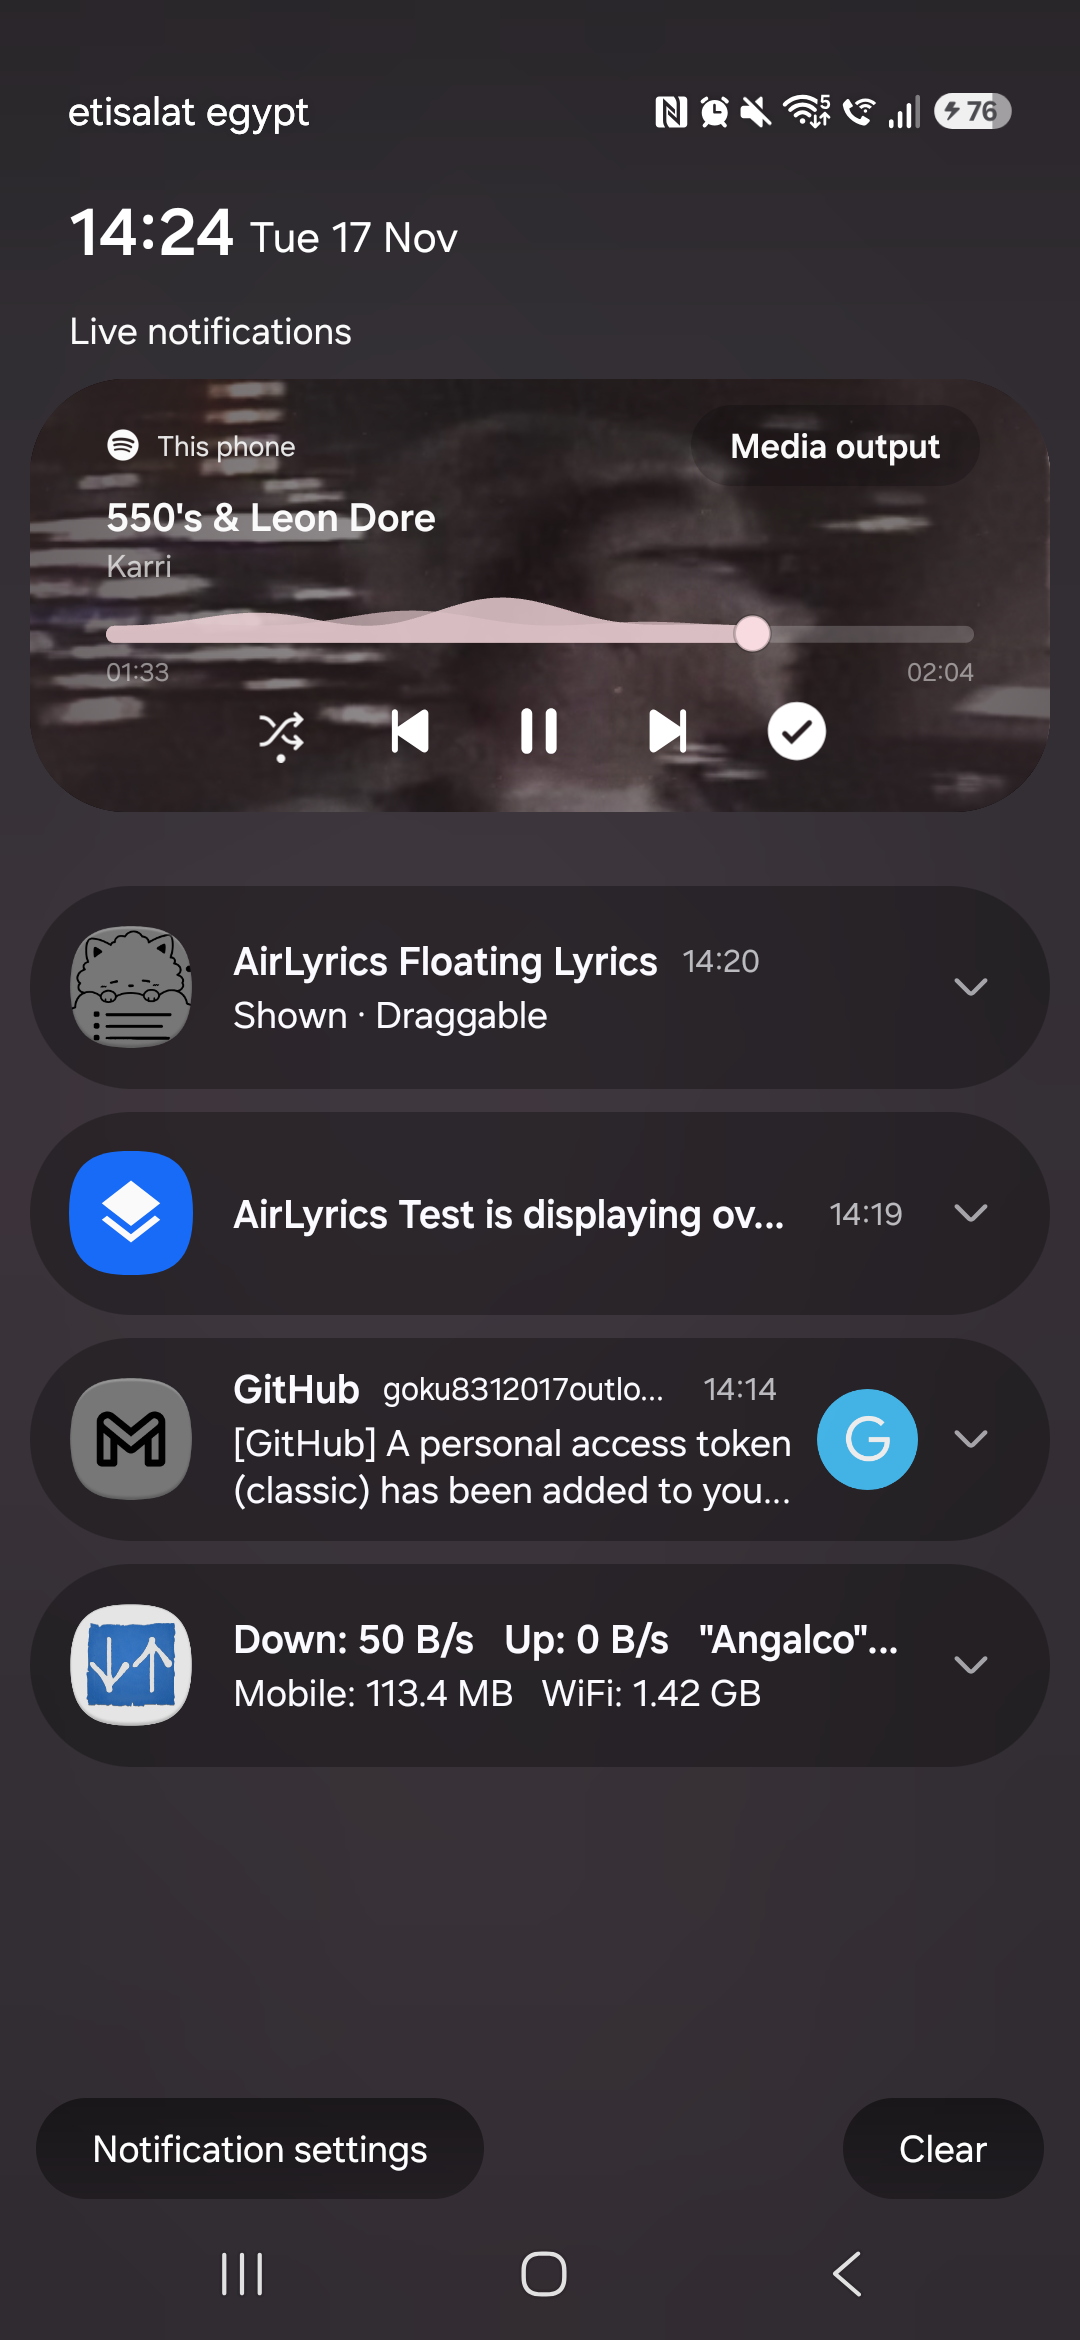 etisalat egypt
5
76
14:24 Tue 17 Nov
Live notifications
This phone
Media output
550's & Leon Dore
Karri
01:33
02:04
AirLyrics Floating Lyrics 14:20
Shown · Draggable
AirLyrics Test is displaying ov... 14:19
GitHub goku8312017outlo... 14:14
[GitHub] A personal access token
(classic) has been added to you...
G
Down: 50 B/s Up: 0 B/s "Angalco"...
Mobile: 113.4 MB WiFi: 1.42 GB
Notification settings
Clear